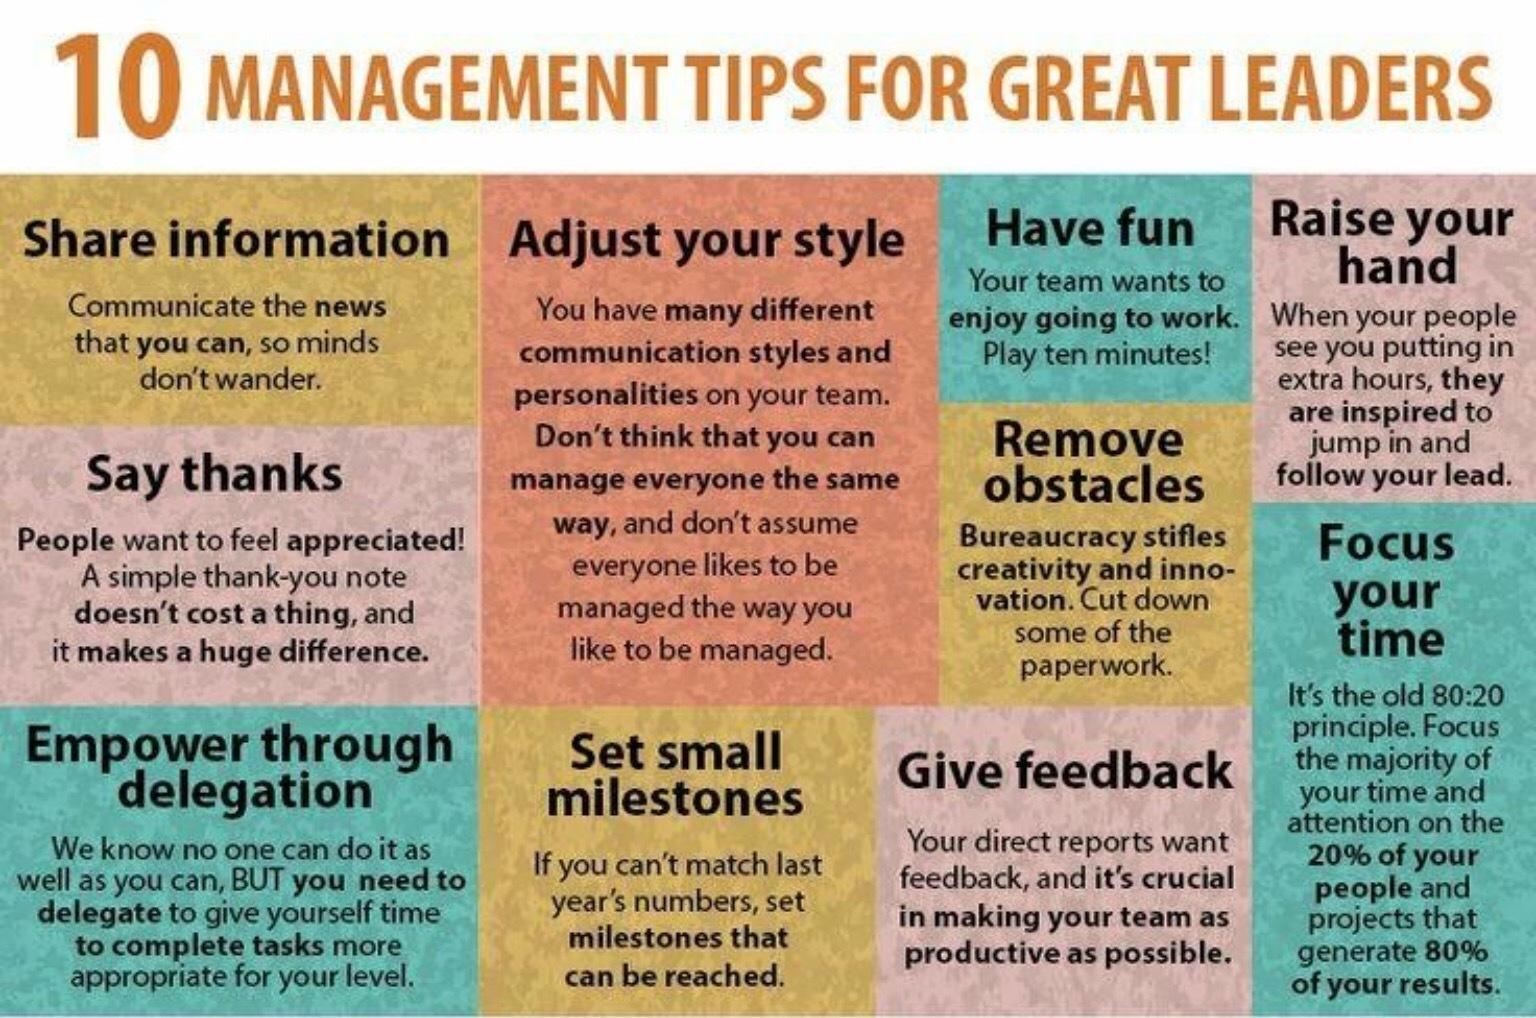 10 MANAGEMENT TIPS FOR GREAT LEADERS
Share information
Communicate the news
that you can, so minds
don't wander.
Say thanks
People want to feel appreciated!
A simple thank-you note
doesn't cost a thing, and
it makes a huge difference.
Empower through
delegation
We know no one can do it as
well as you can, BUT you need to
delegate to give yourself time
to complete tasks more
appropriate for your level.
Adjust your style
You have many different
communication styles and
personalities on your team.
Don't think that you can
manage everyone the same
way, and don't assume
everyone likes to be
managed the way you
like to be managed.
Set small
milestones
If you can't match last
year's numbers, set
milestones that
can be reached.
Have fun
Your team wants to
enjoy going to work.
Play ten minutes!
Remove
obstacles
Bureaucracy stifles
creativity and inno-
vation. Cut down
some of the
paperwork.
Give feedback
Your direct reports want
feedback, and it's crucial
in making your team as
productive as possible.
Raise your
hand
When your people
see you putting in
extra hours, they
are inspired to
jump in and
follow your lead.
Focus
your
time
It's the old 80:20
principle. Focus
the majority of
your time and
attention on the
20% of your
people and
projects that
generate 80%
of your results.